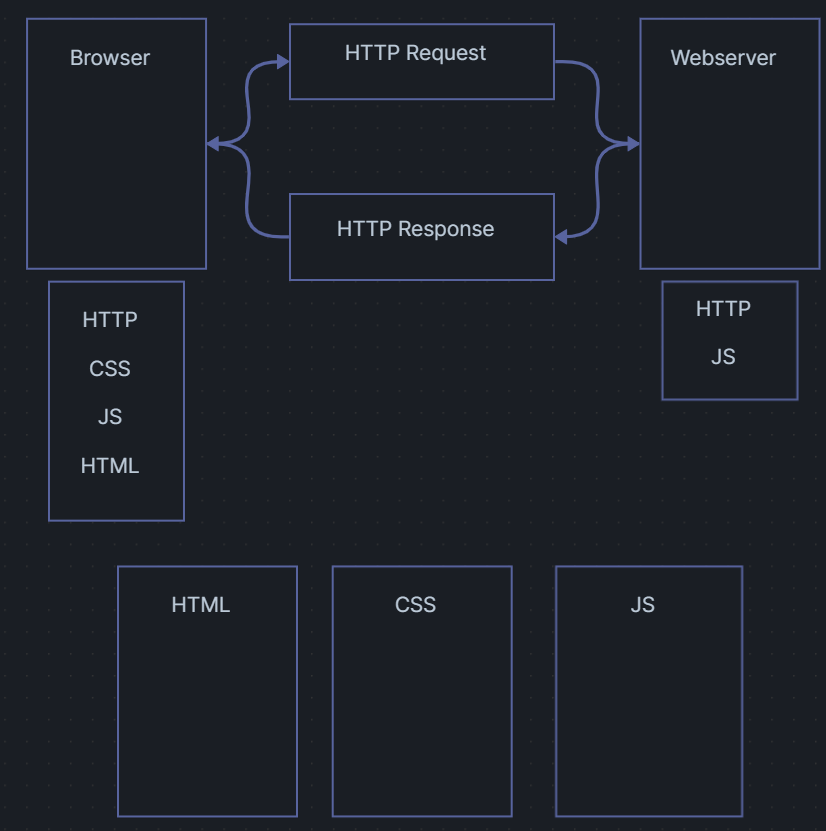 Browser
HTTP Request
Webserver
HTTP Response
HTTP
CSS
JS
HTML
HTTP
JS
HTML
CSS
JS